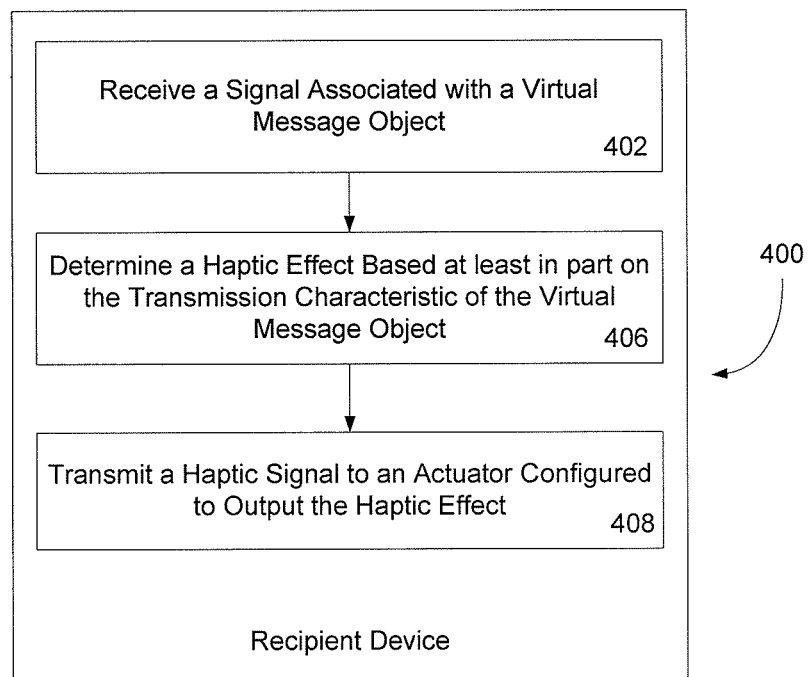 Receive a Signal Associated with a Virtual
Message Object
402
Determine a Haptic Effect Based at least in part on
the Transmission Characteristic of the Virtual
Message Object
406
400
Transmit a Haptic Signal to an Actuator Configured
to Output the Haptic Effect
408
Recipient Device